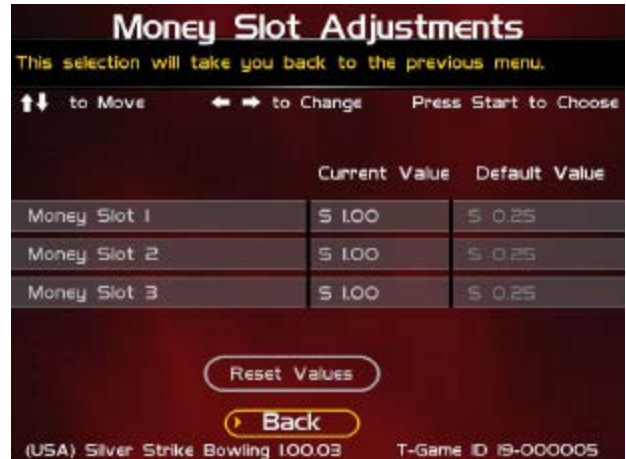 Money Slot Adjustments
This selection will take you back to the previous menu.
to Move to Change Press Start to Choose
Current Value Default Value
Money Slot 1 $ 1.00 $ 0.25
Money Slot 2 $ 1.00 $ 0.25
Money Slot 3 $ 1.00 $ 0.25
Reset Values
Back
(USA) Silver Strike Bowling 1.00.03 T-Game ID 19-000005